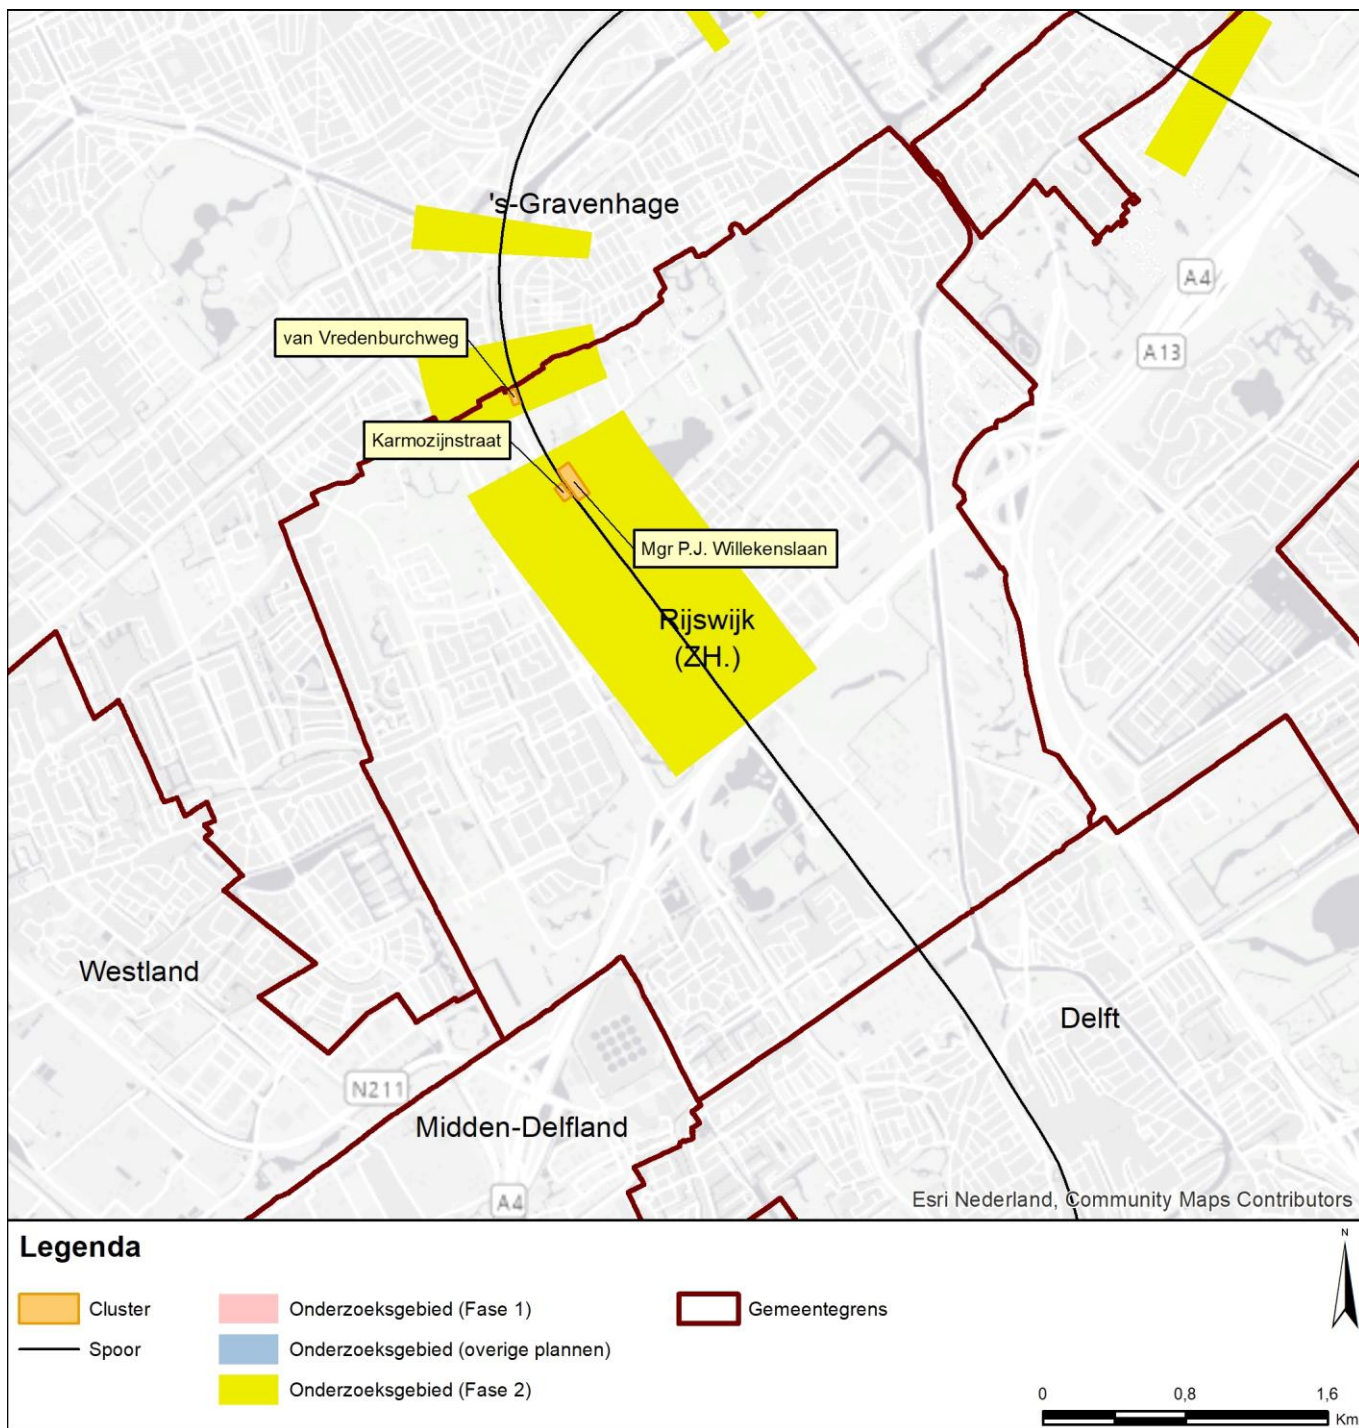 's-Gravenhage
A4
van Vredenburchweg
A13
Karmozijnstraat
Mgr P.J. Willekenslaan
Rijswijk
(ZH.)
Westland
Delft
N211
Midden-Delfland
A4
Esri Nederland, Community Maps Contributors
Legenda
N
Cluster
Onderzoeksgebied (Fase 1)
Gemeentegrens
Spoor
Onderzoeksgebied (overige plannen)
Onderzoeksgebied (Fase 2)
0 0,8 1,6
Km